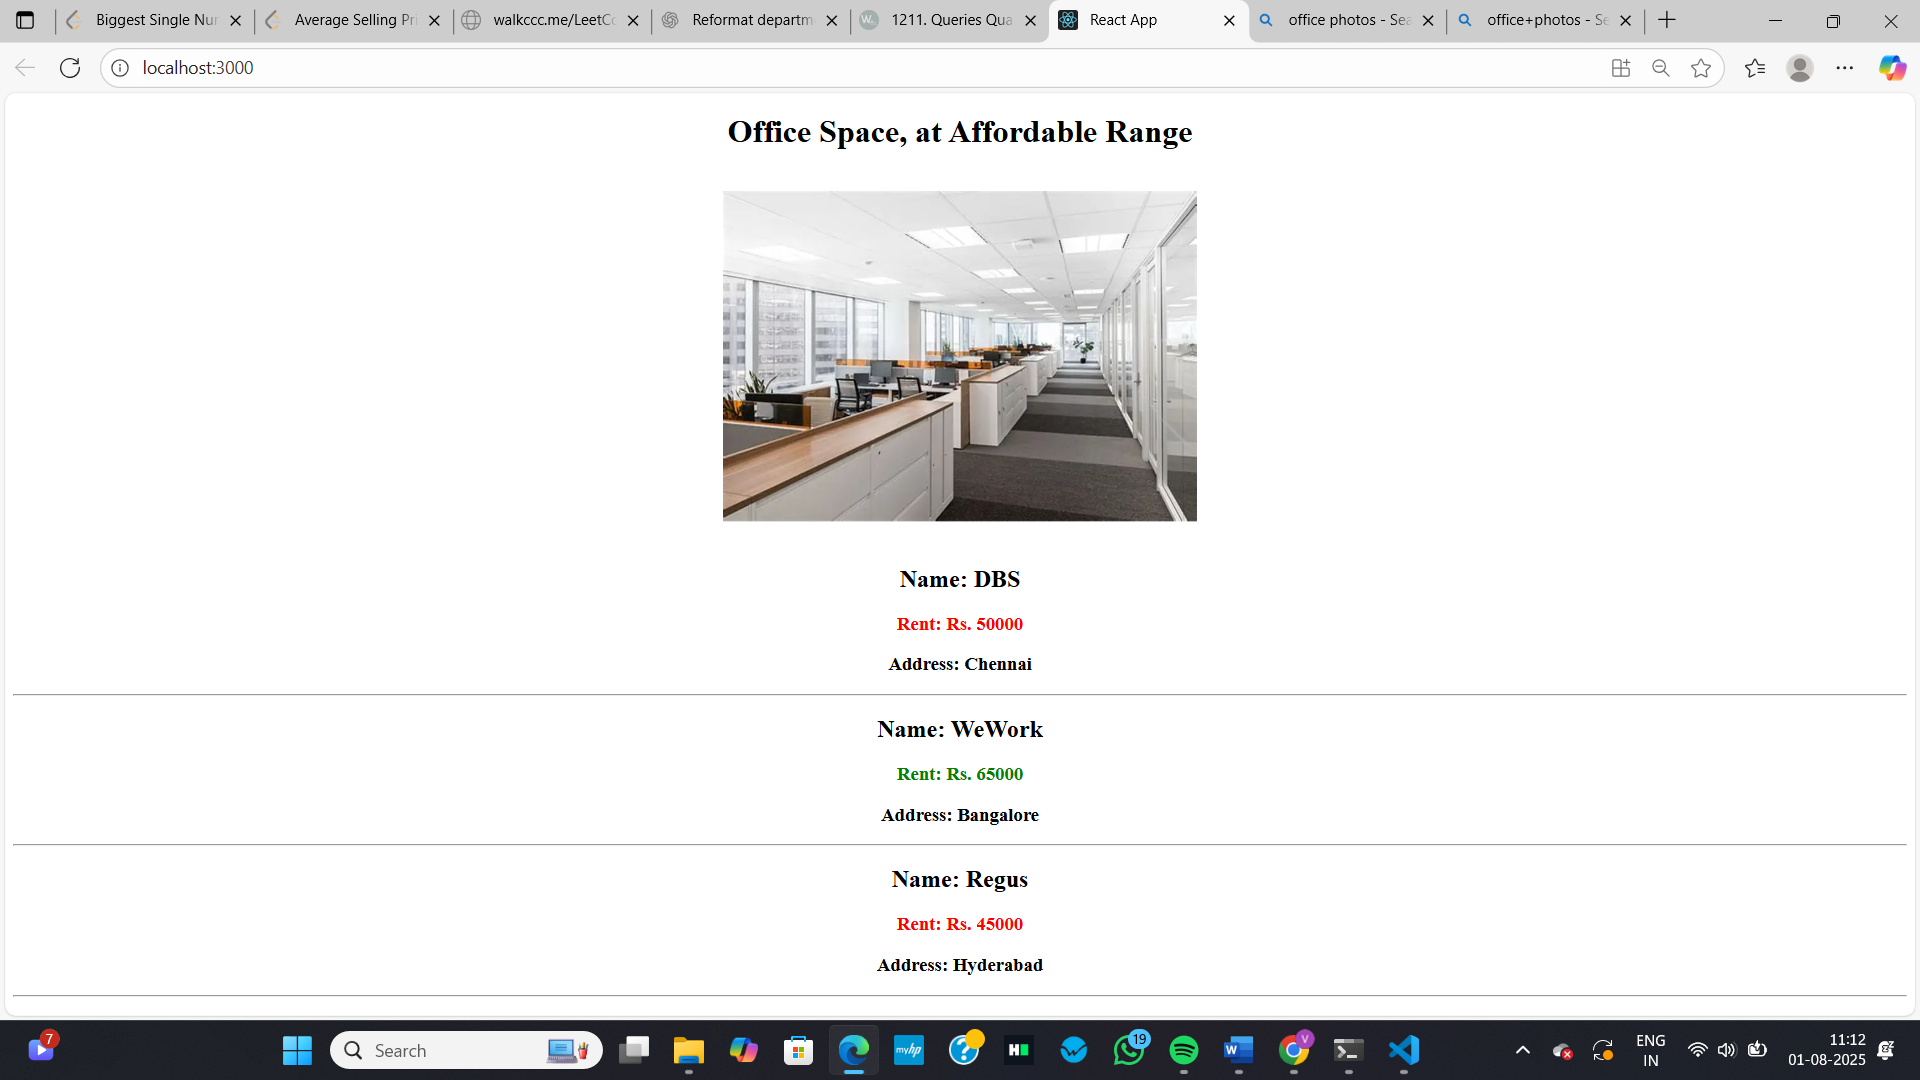 Biggest Single Nur
Average Selling Pri
walkccc.me/LeetCo
Reformat departm
1211. Queries Qua
React App
office photos - Sea
office+photos - Se
localhost:3000
Office Space, at Affordable Range
Name: DBS
Rent: Rs. 50000
Address: Chennai
Name: WeWork
Rent: Rs. 65000
Address: Bangalore
Name: Regus
Rent: Rs. 45000
Address: Hyderabad
7
Search
myhp
19
V
ENG
IN
11:12
01-08-2025